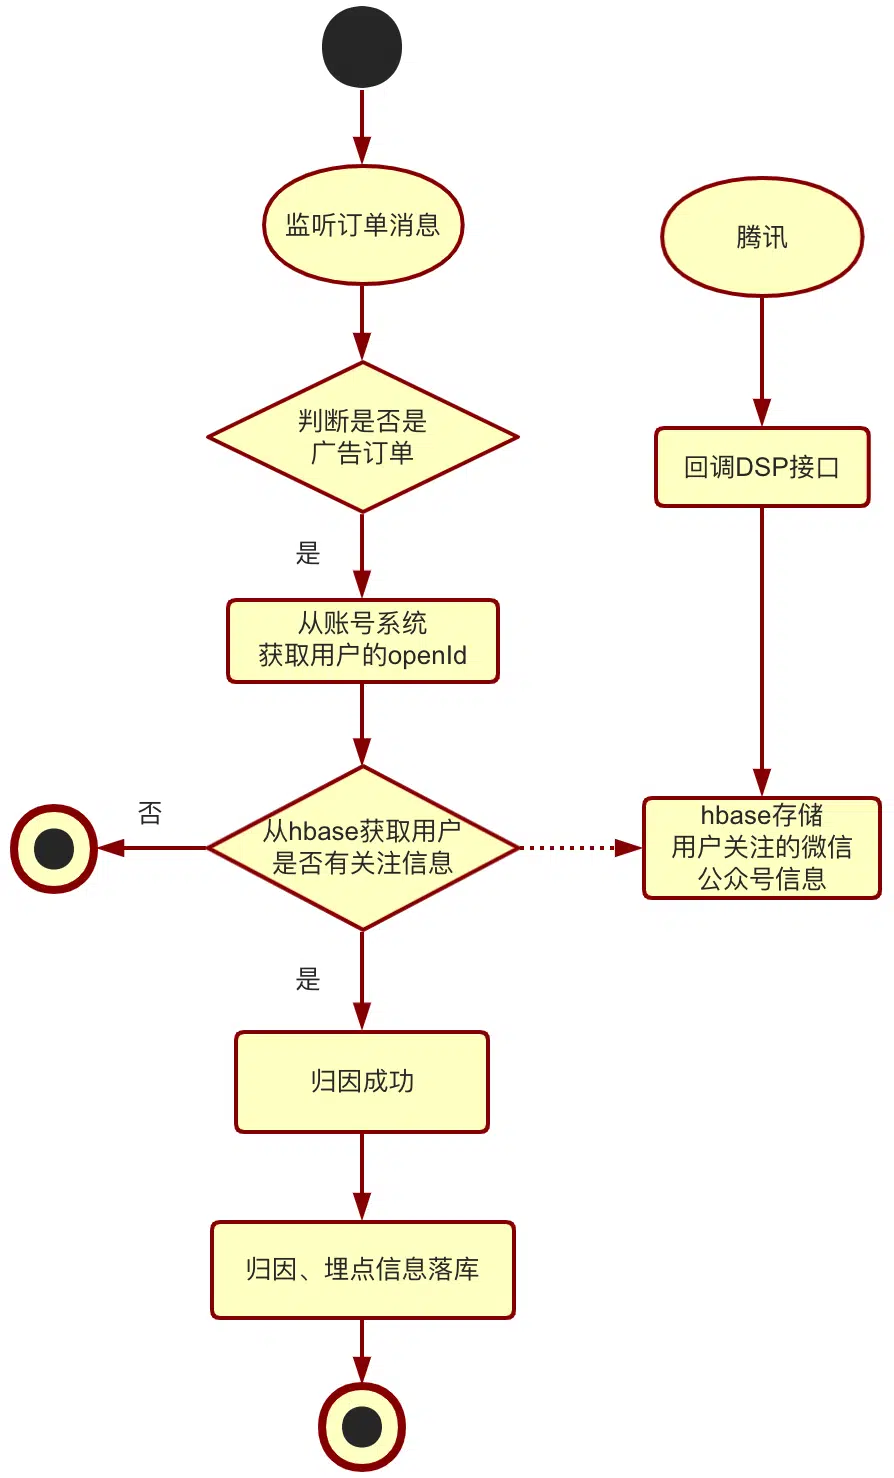 监听订单消息
腾讯
判断是否是
广告订单
回调DSP接口
是
从账号系统
获取用户的openId
否
从hbase获取用户
是否有关注信息
hbase存储
用户关注的微信
公众号信息
是
归因成功
归因、埋点信息落库